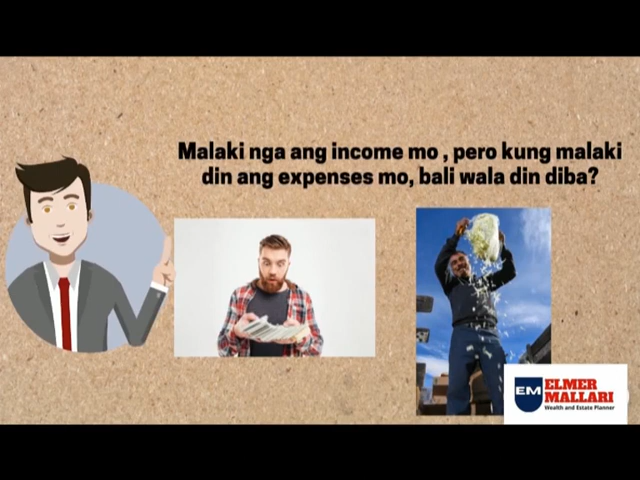 Malaki nga ang income mo , pero kung malaki
din ang expenses mo, bali wala din diba?
EM
ELMER
MALLARI
Wealth and Estate Planner